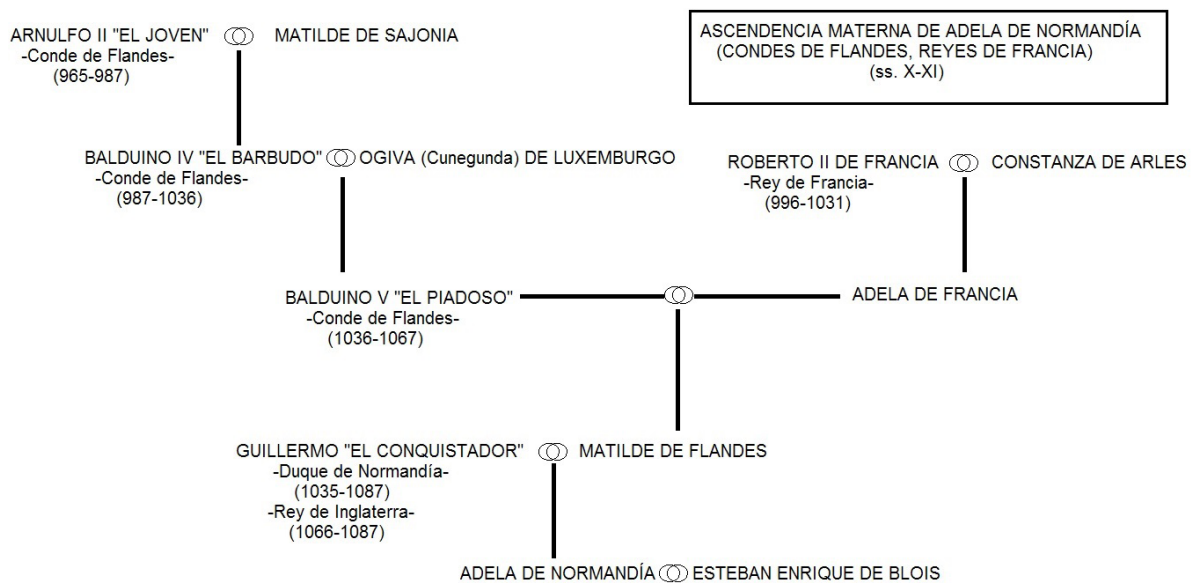 ARNULFO II "EL JOVEN" MATILDE DE SAJONIA
-Conde de Flandes-
(965-987)
ASCENDENCIA MATERNA DE ADELA DE NORMANDÍA
(CONDES DE FLANDES, REYES DE FRANCIA)
(ss. X-XI)
BALDUINO IV "EL BARBUDO" OGIVA (Cunegunda) DE LUXEMBURGO
-Conde de Flandes-
(987-1036)
ROBERTO II DE FRANCIA CONSTANZA DE ARLES
-Rey de Francia-
(996-1031)
BALDUINO V "EL PIADOSO" ADELA DE FRANCIA
-Conde de Flandes-
(1036-1067)
GUILLERMO "EL CONQUISTADOR" MATILDE DE FLANDES
-Duque de Normandía-
(1035-1087)
-Rey de Inglaterra-
(1066-1087)
ADELA DE NORMANDÍA ESTEBAN ENRIQUE DE BLOIS